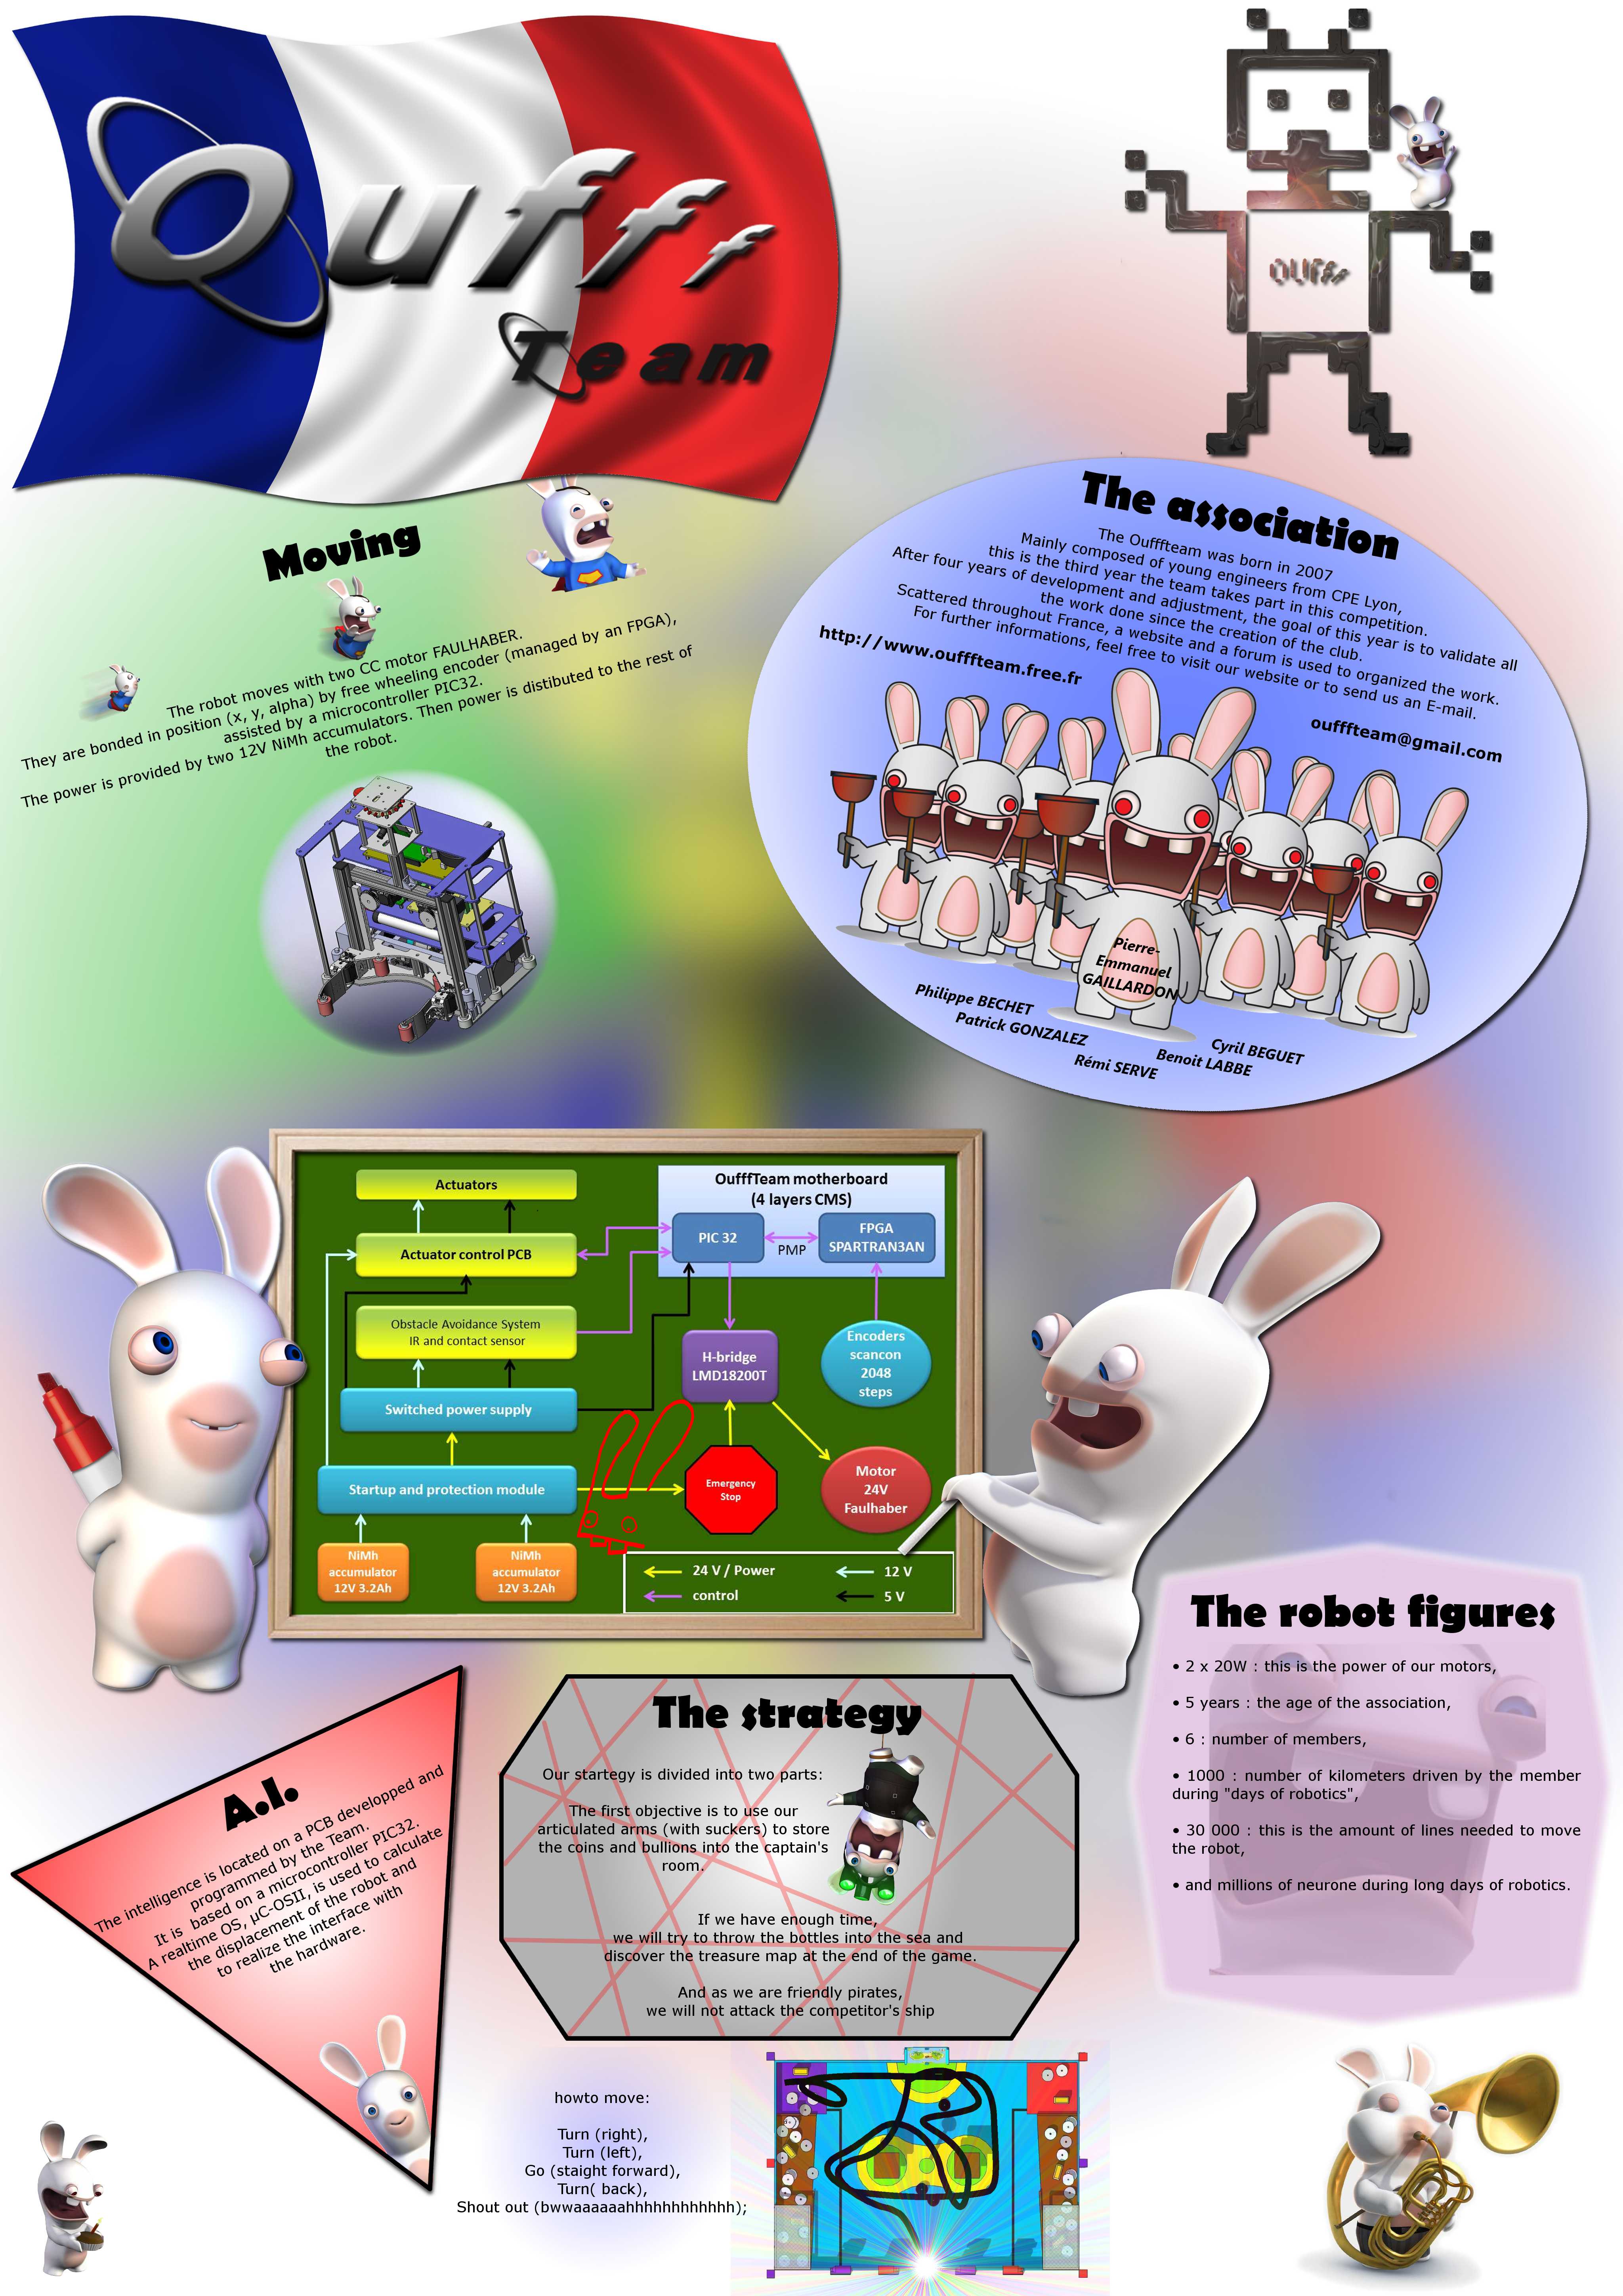 Oufff
Team
OUFfff
Moving
The robot moves with two CC motor FAULHABER.
They are bonded in position (x, y, alpha) by free wheeling encoder (managed by an FPGA),
assisted by a microcontroller PIC32.
The power is provided by two 12V NiMh accumulators. Then power is distibuted to the rest of
the robot.
The association
The Oufffteam was born in 2007
Mainly composed of young engineers from CPE Lyon,
this is the third year the team takes part in this competition.
After four years of development and adjustment, the goal of this year is to validate all
the work done since the creation of the club.
Scattered throughout France, a website and a forum is used to organized the work.
For further informations, feel free to visit our website or to send us an E-mail.
http://www.oufffteam.free.fr
oufffteam@gmail.com
Pierre-
Emmanuel
GAILLARDON
Philippe BECHET
Patrick GONZALEZ
Rémi SERVE
Benoit LABBE
Cyril BEGUET
Actuators
Actuator control PCB
Obstacle Avoidance System
IR and contact sensor
Switched power supply
Startup and protection module
NiMh
accumulator
12V 3.2Ah
NiMh
accumulator
12V 3.2Ah
OufffTeam motherboard
(4 layers CMS)
PIC 32
PMP
FPGA
SPARTRAN3AN
H-bridge
LMD18200T
Encoders
scancon
2048
steps
Emergency
Stop
Motor
24V
Faulhaber
24 V / Power
12 V
control
5 V
A.I.
The intelligence is located on a PCB developped and
programmed by the Team.
It is based on a microcontroller PIC32.
A realtime OS, µC-OSII, is used to calculate
the displacement of the robot and
to realize the interface with
the hardware.
The strategy
Our startegy is divided into two parts:
The first objective is to use our
articulated arms (with suckers) to store
the coins and bullions into the captain's
room.
If we have enough time,
we will try to throw the bottles into the sea and
discover the treasure map at the end of the game.
And as we are friendly pirates,
we will not attack the competitor's ship
The robot figures
• 2 x 20W : this is the power of our motors,
• 5 years : the age of the association,
• 6 : number of members,
• 1000 : number of kilometers driven by the member
during "days of robotics",
• 30 000 : this is the amount of lines needed to move
the robot,
• and millions of neurone during long days of robotics.
howto move:
Turn (right),
Turn (left),
Go (staight forward),
Turn( back),
Shout out (bwwaaaaaahhhhhhhhhhhh);